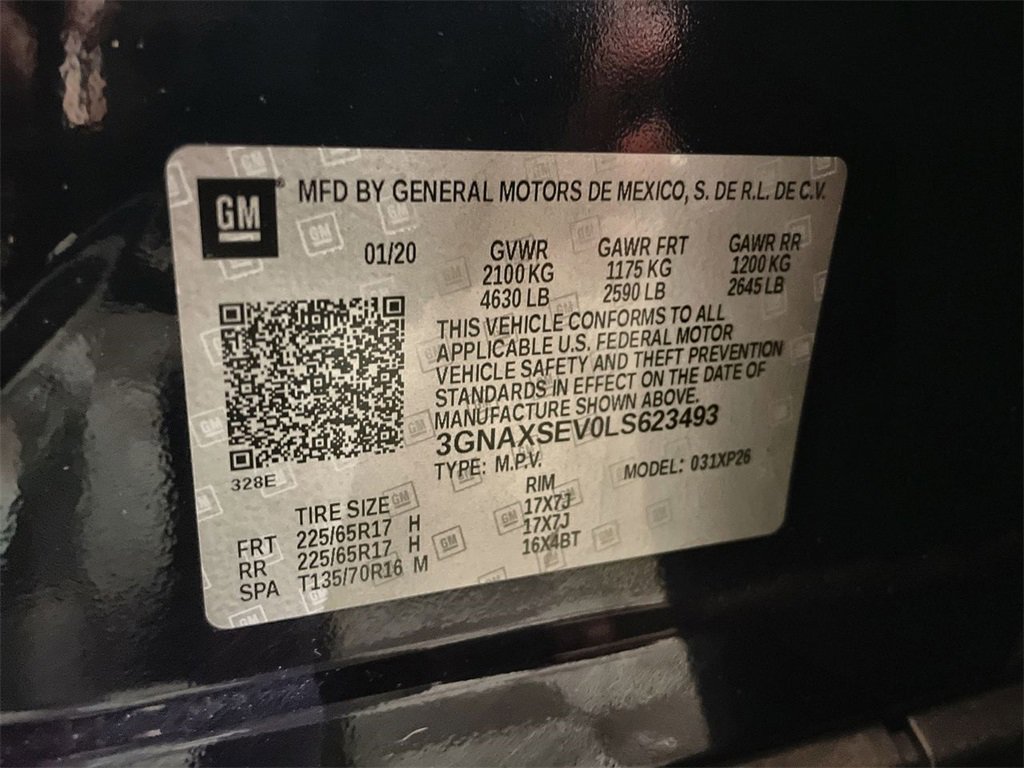 GM
MFD BY GENERAL MOTORS DE MEXICO, S. DE R.L. DE C.V.
01/20 GVWR GAWR FRT GAWR RR
2100 KG 1175 KG 1200 KG
4630 LB 2590 LB 2645 LB
THIS VEHICLE CONFORMS TO ALL
APPLICABLE U.S. FEDERAL MOTOR
VEHICLE SAFETY AND THEFT PREVENTION
STANDARDS IN EFFECT ON THE DATE OF
MANUFACTURE SHOWN ABOVE.
3GNAXSEV0LS623493
TYPE: M.P.V. MODEL: 031XP26
328E
TIRE SIZE RIM
FRT 225/65R17 H 17X7J
RR 225/65R17 H 17X7J
SPA T135/70R16 M 16X4BT